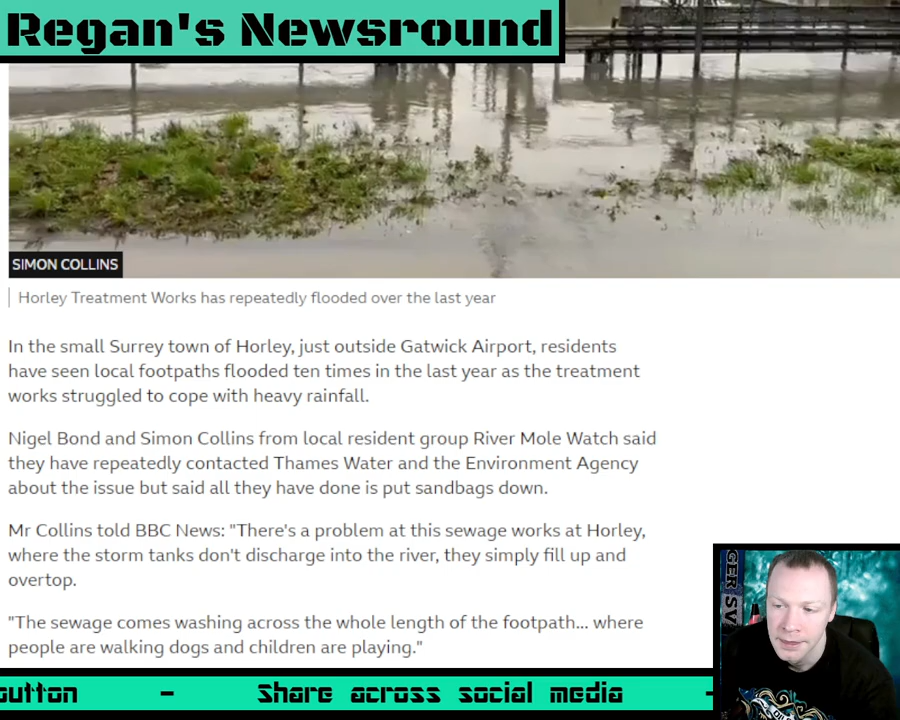 Regan's Newsround
SIMON COLLINS
Horley Treatment Works has repeatedly flooded over the last year
In the small Surrey town of Horley, just outside Gatwick Airport, residents
have seen local footpaths flooded ten times in the last year as the treatment
works struggled to cope with heavy rainfall.
Nigel Bond and Simon Collins from local resident group River Mole Watch said
they have repeatedly contacted Thames Water and the Environment Agency
about the issue but said all they have done is put sandbags down.
Mr Collins told BBC News: "There's a problem at this sewage works at Horley,
where the storm tanks don't discharge into the river, they simply fill up and
overtop.
"The sewage comes washing across the whole length of the footpath... where
people are walking dogs and children are playing."
GER SV
outton - Share across social media -